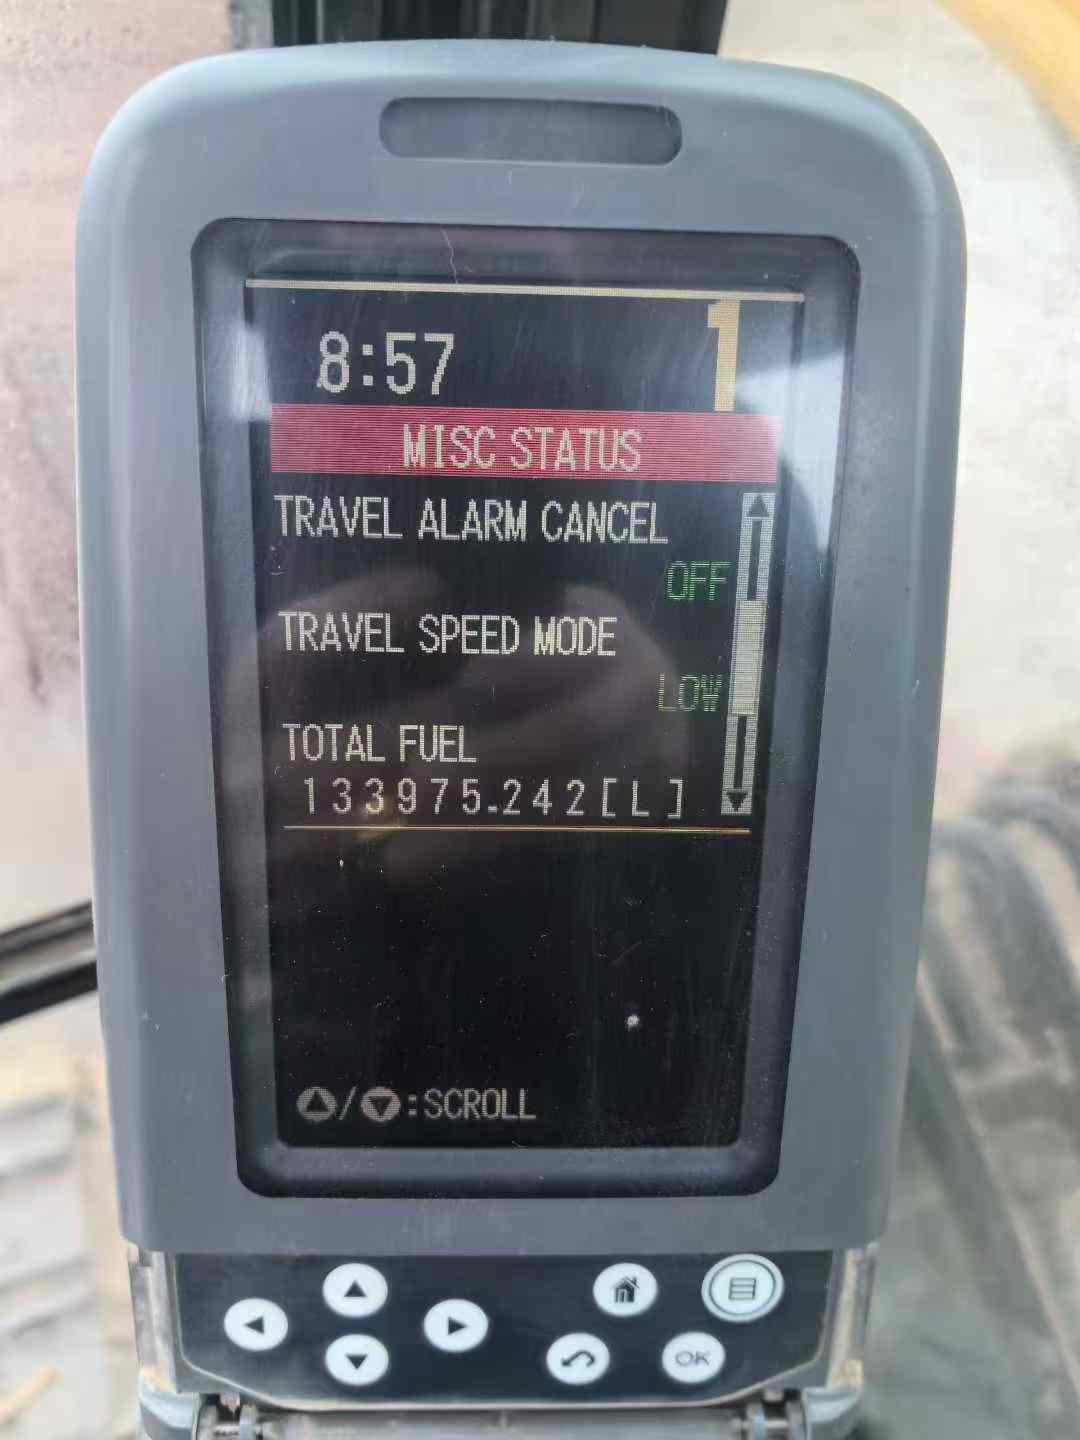 8:57
1
MISC STATUS
TRAVEL ALARM CANCEL
OFF
TRAVEL SPEED MODE
LOW
TOTAL FUEL
133975.242[L]
▲/▼:SCROLL
OK